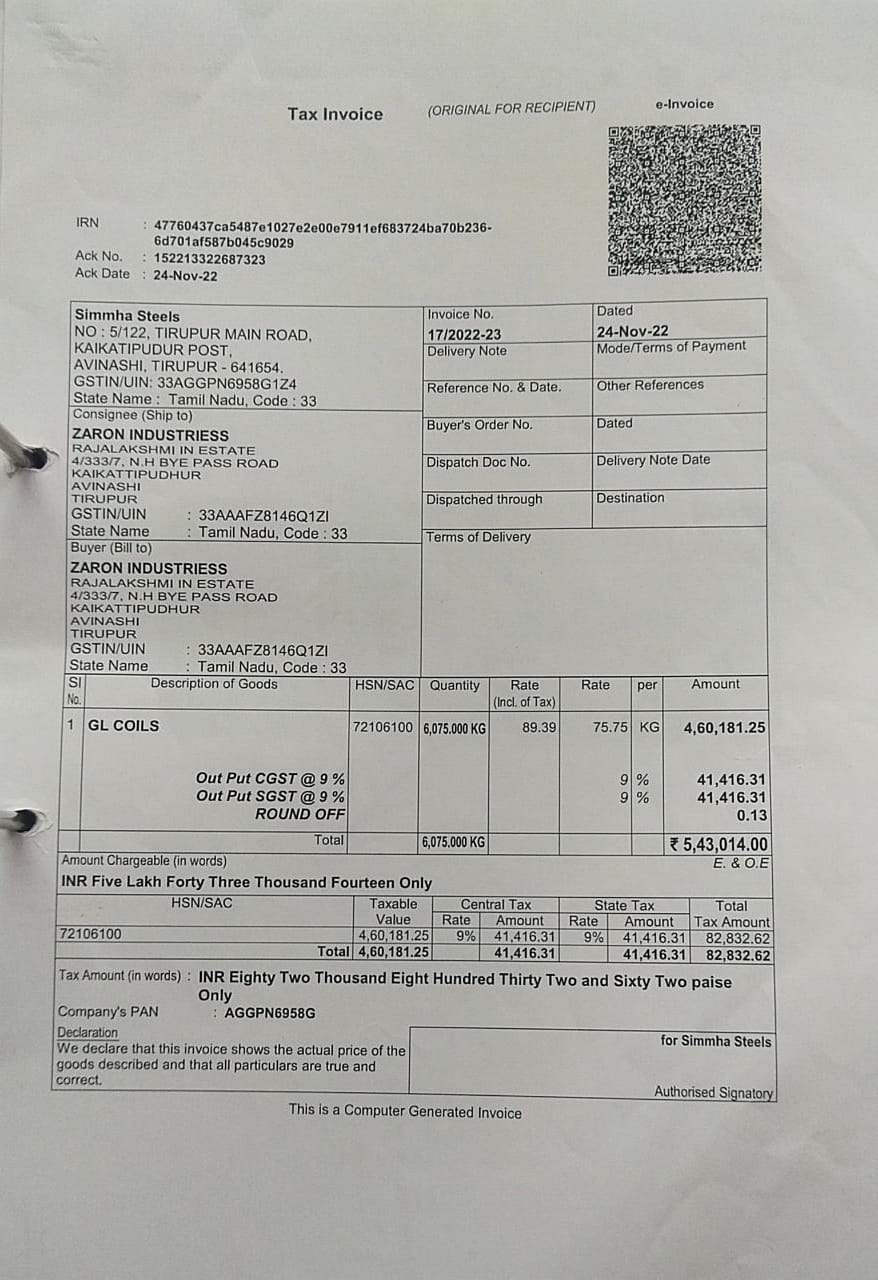 Tax Invoice
(ORIGINAL FOR RECIPIENT)
e-Invoice
IRN : 47760437ca5487e1027e2e00e7911ef683724ba70b236-
6d701af587b045c9029
Ack No. : 152213322687323
Ack Date : 24-Nov-22
Simmha Steels
NO : 5/122, TIRUPUR MAIN ROAD,
KAIKATIPUDUR POST,
AVINASHI, TIRUPUR - 641654.
GSTIN/UIN: 33AGGPN6958G1Z4
State Name : Tamil Nadu, Code : 33
Invoice No.
17/2022-23
Dated
24-Nov-22
Delivery Note
Mode/Terms of Payment
Reference No. & Date.
Other References
Consignee (Ship to)
ZARON INDUSTRIESS
RAJALAKSHMI IN ESTATE
4/333/7, N.H BYE PASS ROAD
KAIKATTIPUDHUR
AVINASHI
TIRUPUR
GSTIN/UIN : 33AAAFZ8146Q1ZI
State Name : Tamil Nadu, Code : 33
Buyer's Order No.
Dated
Dispatch Doc No.
Delivery Note Date
Dispatched through
Destination
Terms of Delivery
Buyer (Bill to)
ZARON INDUSTRIESS
RAJALAKSHMI IN ESTATE
4/333/7, N.H BYE PASS ROAD
KAIKATTIPUDHUR
AVINASHI
TIRUPUR
GSTIN/UIN : 33AAAFZ8146Q1ZI
State Name : Tamil Nadu, Code : 33
Sl Description of Goods HSN/SAC Quantity Rate Rate per Amount
No. (Incl. of Tax)
1 GL COILS 72106100 6,075.000 KG 89.39 75.75 KG 4,60,181.25
Out Put CGST @ 9 % 9 % 41,416.31
Out Put SGST @ 9 % 9 % 41,416.31
ROUND OFF 0.13
Total 6,075.000 KG ₹ 5,43,014.00
Amount Chargeable (in words) E. & O.E
INR Five Lakh Forty Three Thousand Fourteen Only
HSN/SAC Taxable Central Tax State Tax Total
Value Rate Amount Rate Amount Tax Amount
72106100 4,60,181.25 9% 41,416.31 9% 41,416.31 82,832.62
Total 4,60,181.25 41,416.31 41,416.31 82,832.62
Tax Amount (in words) : INR Eighty Two Thousand Eight Hundred Thirty Two and Sixty Two paise
Only
Company's PAN : AGGPN6958G
Declaration
We declare that this invoice shows the actual price of the
goods described and that all particulars are true and
correct.
for Simmha Steels
Authorised Signatory
This is a Computer Generated Invoice